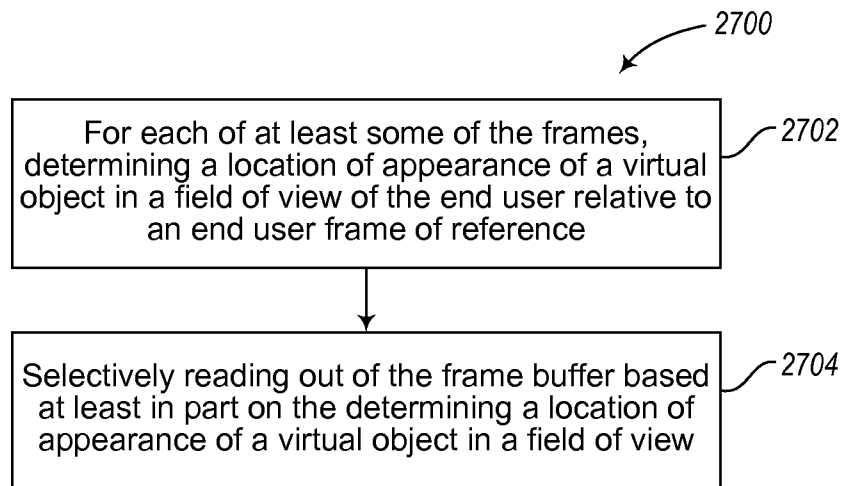 2700
For each of at least some of the frames,
determining a location of appearance of a virtual
object in a field of view of the end user relative to
an end user frame of reference
2702
Selectively reading out of the frame buffer based
at least in part on the determining a location of
appearance of a virtual object in a field of view
2704